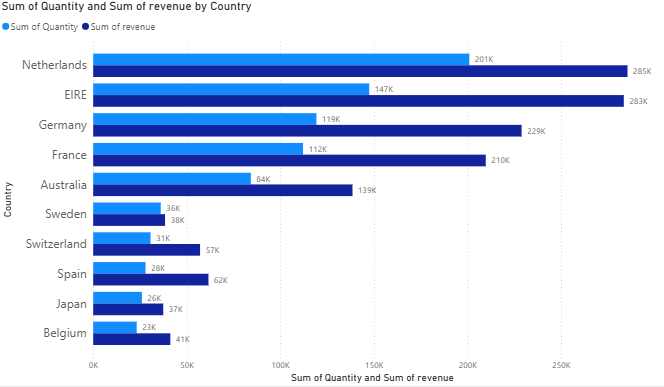 Sum of Quantity and Sum of revenue by Country
Sum of Quantity Sum of revenue
Netherlands 201K 285K
EIRE 147K 283K
Germany 119K 229K
France 112K 210K
Australia 84K 139K
Sweden 36K 38K
Switzerland 31K 57K
Spain 28K 62K
Japan 26K 37K
Belgium 23K 41K
Country
0K 50K 100K 150K 200K 250K
Sum of Quantity and Sum of revenue